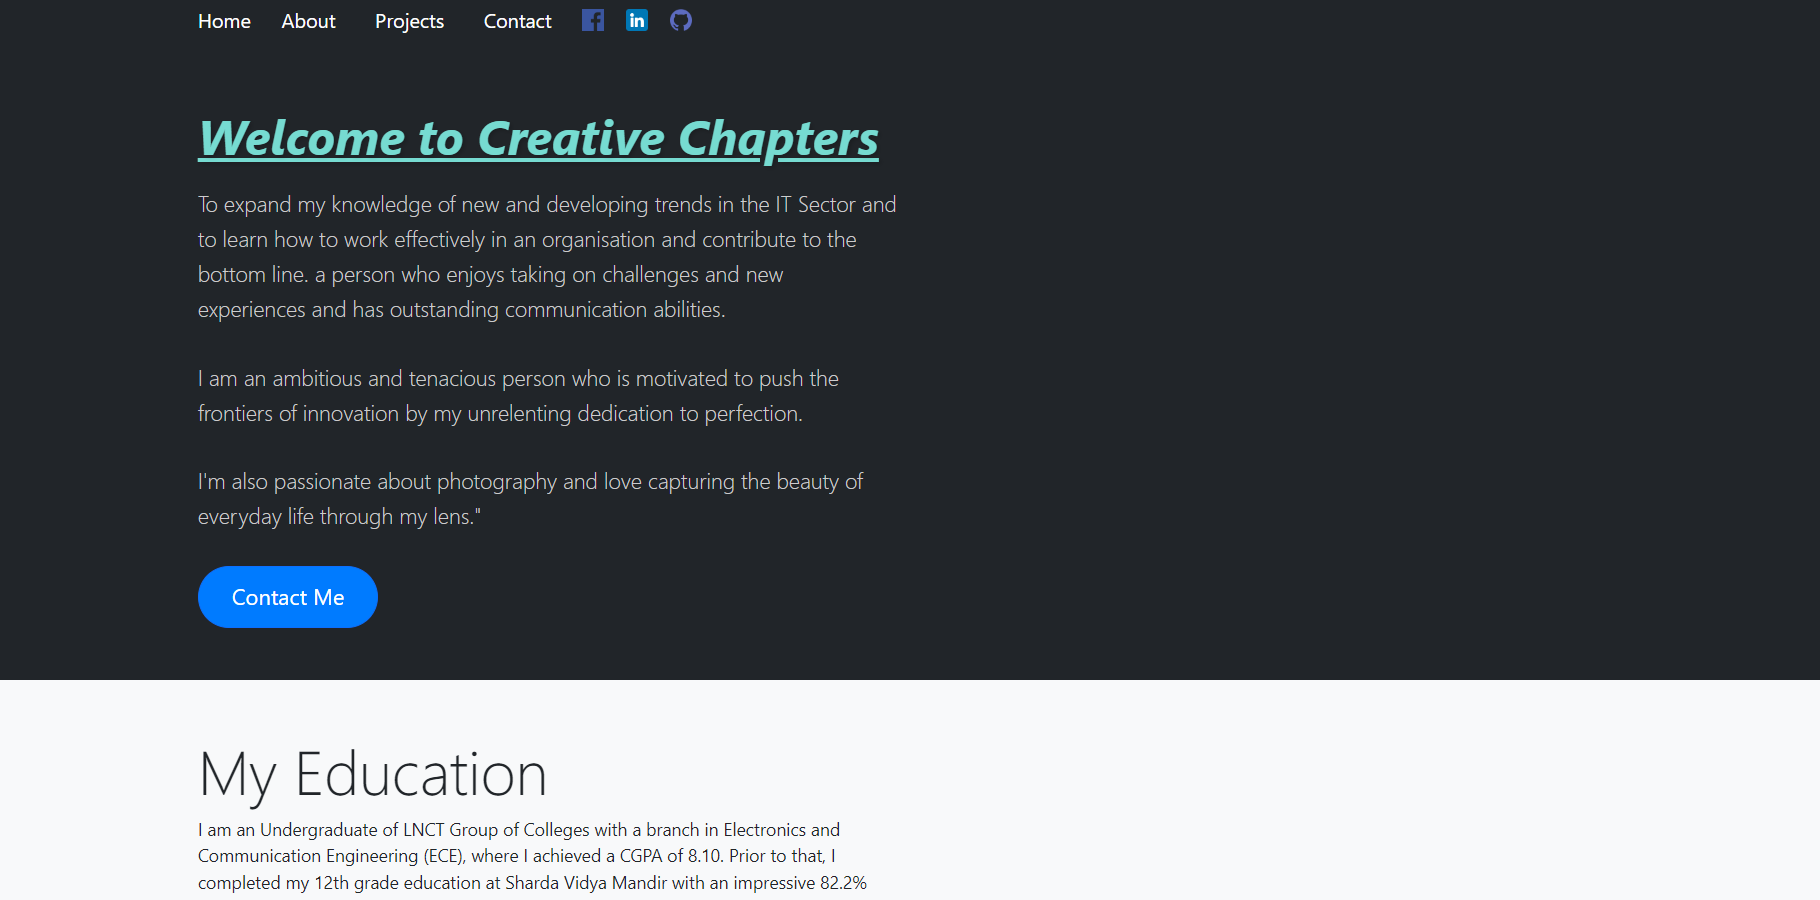 Home About Projects Contact
Welcome to Creative Chapters
To expand my knowledge of new and developing trends in the IT Sector and
to learn how to work effectively in an organisation and contribute to the
bottom line. a person who enjoys taking on challenges and new
experiences and has outstanding communication abilities.
I am an ambitious and tenacious person who is motivated to push the
frontiers of innovation by my unrelenting dedication to perfection.
I'm also passionate about photography and love capturing the beauty of
everyday life through my lens."
Contact Me
My Education
I am an Undergraduate of LNCT Group of Colleges with a branch in Electronics and
Communication Engineering (ECE), where I achieved a CGPA of 8.10. Prior to that, I
completed my 12th grade education at Sharda Vidya Mandir with an impressive 82.2%